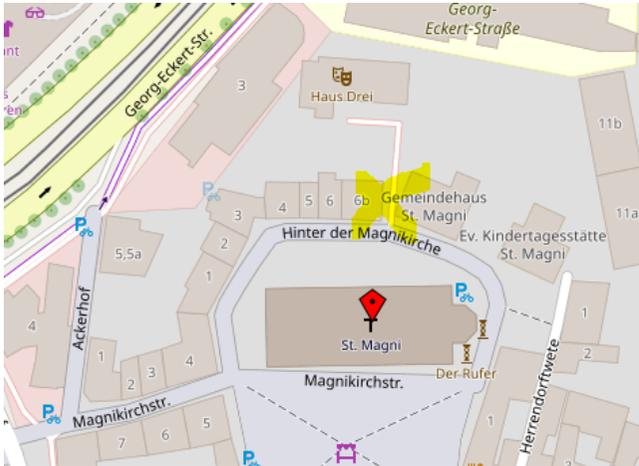 Georg-
Eckert-Straße
Georg-Eckert-Str.
ont
s
ren
3
Haus Drei
11b
11a
3
4
5
6
6b
Gemeindehaus
St. Magni
Hinter der Magnikirche
Ev. Kindertagesstätte
St. Magni
2
5,5a
1
Ackerhof
4
St. Magni
Der Rufer
1
2
Herrendorftwete
1
2
3
4
Magnikirchstr.
Magnikirchstr.
7
6
5
1
P
P
P
P
P
P